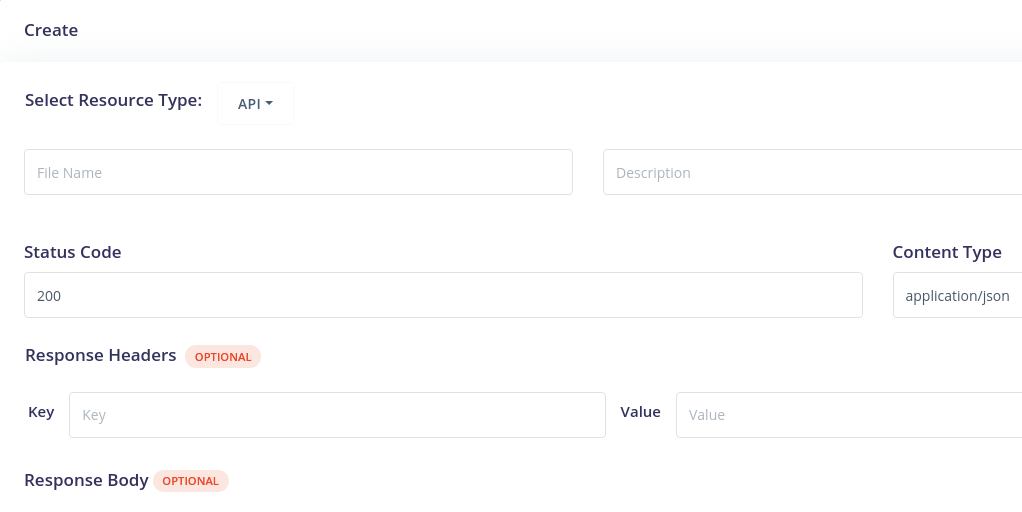 Create
Select Resource Type: API
File Name Description
Status Code Content Type
200 application/json
Response Headers OPTIONAL
Key Key Value Value
Response Body OPTIONAL